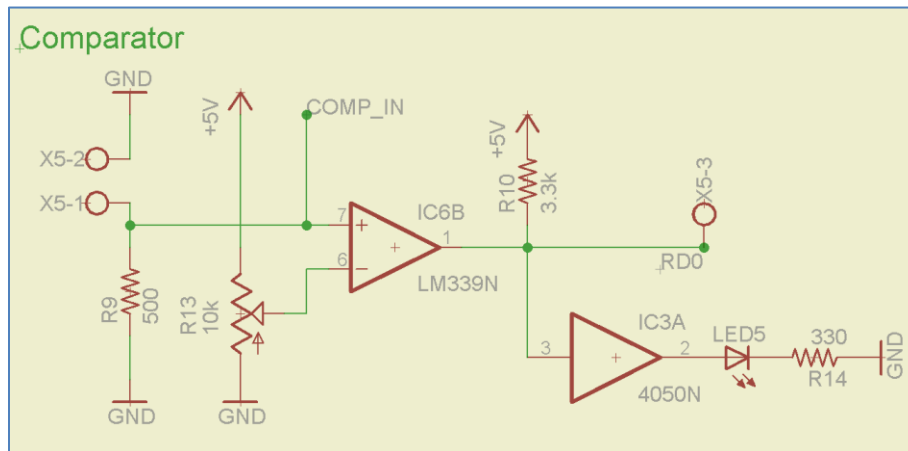 Comparator
GND
+5V
COMP_IN
X5-2
X5-1
R9
500
GND
R13
10k
GND
7
+
6
-
IC6B
1
LM339N
+5V
R10
3.3k
X5-3
RD0
3
IC3A
2
4050N
LED5
330
R14
GND